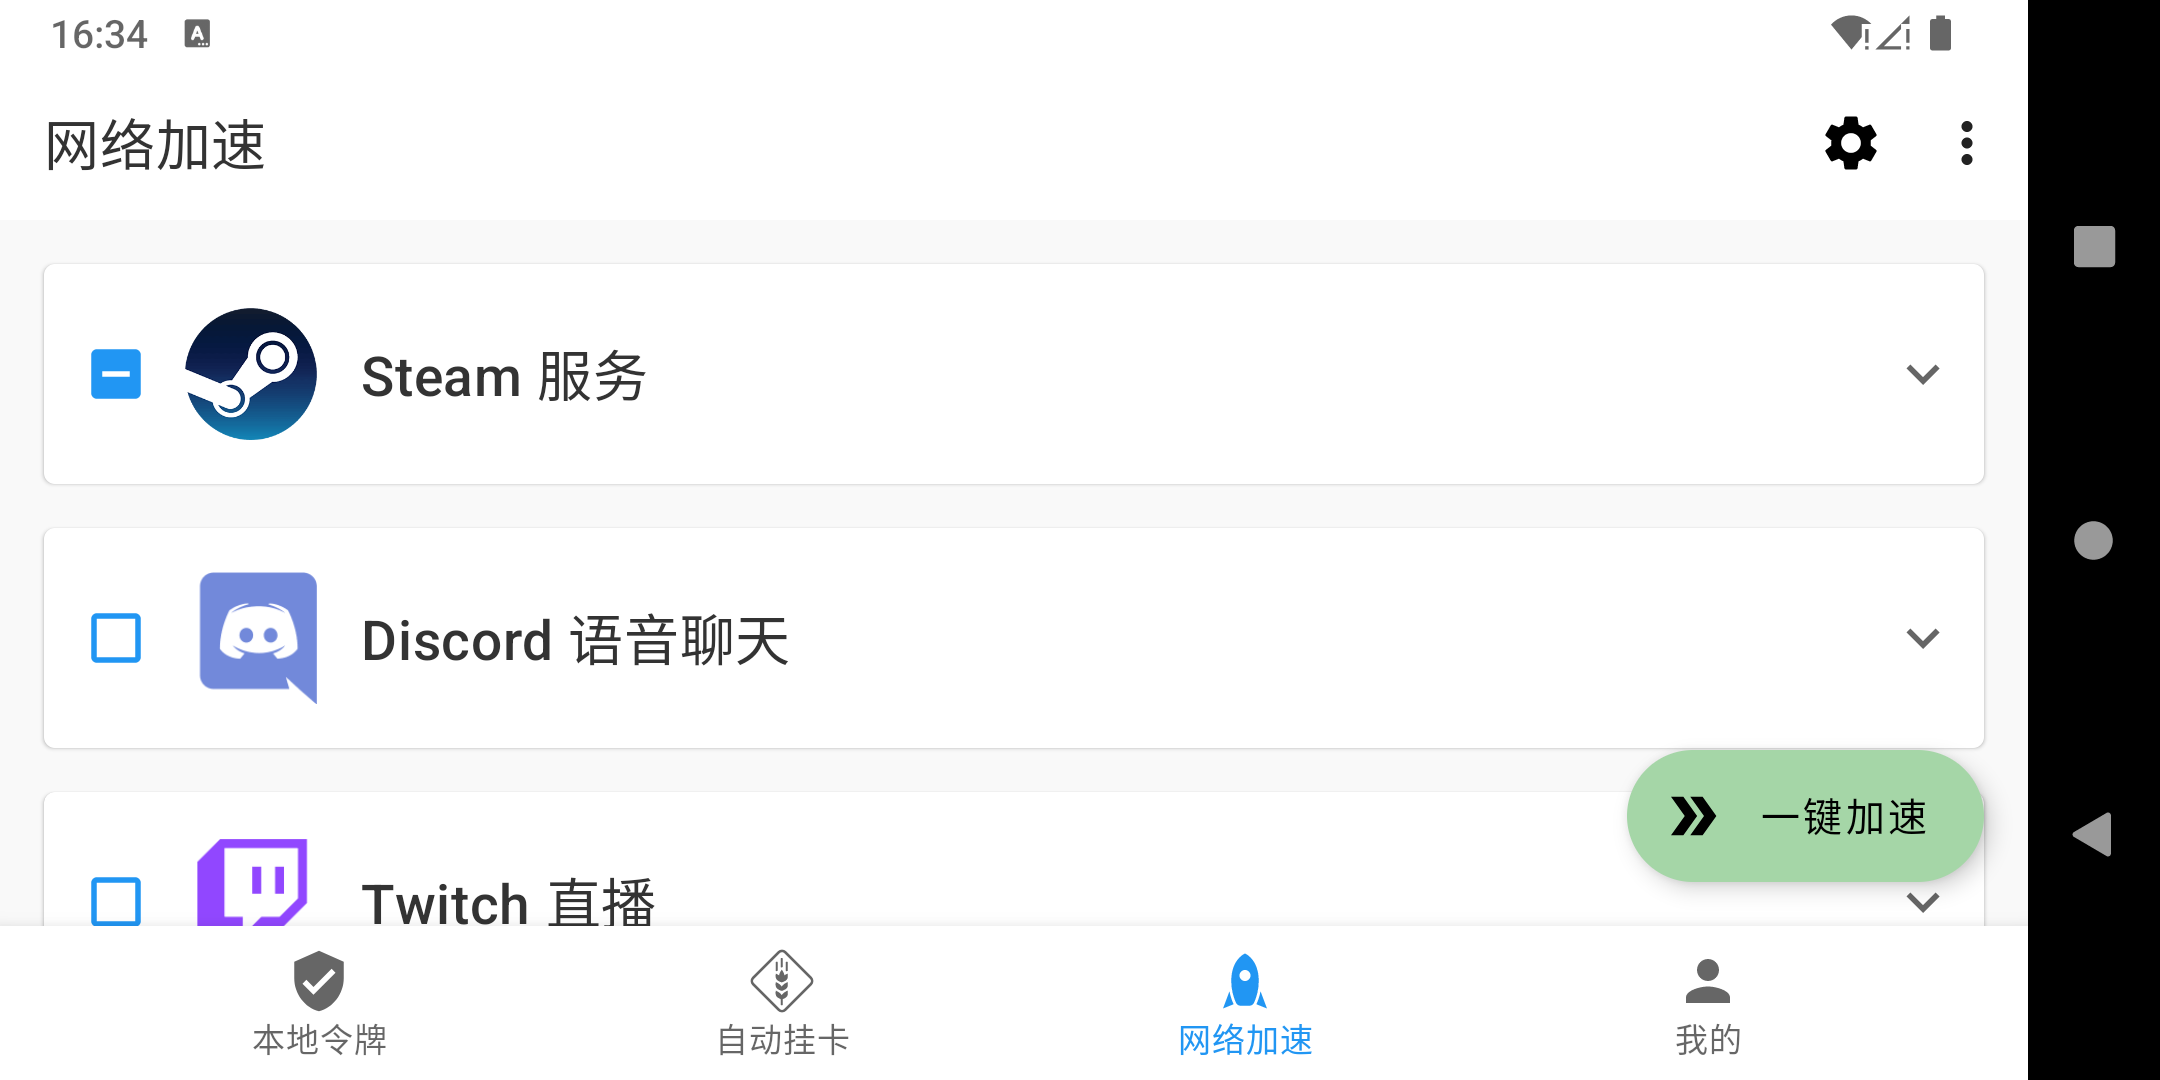 16:34
网络加速
Steam 服务
Discord 语音聊天
Twitch 直播
一键加速
本地令牌
自动挂卡
网络加速
我的